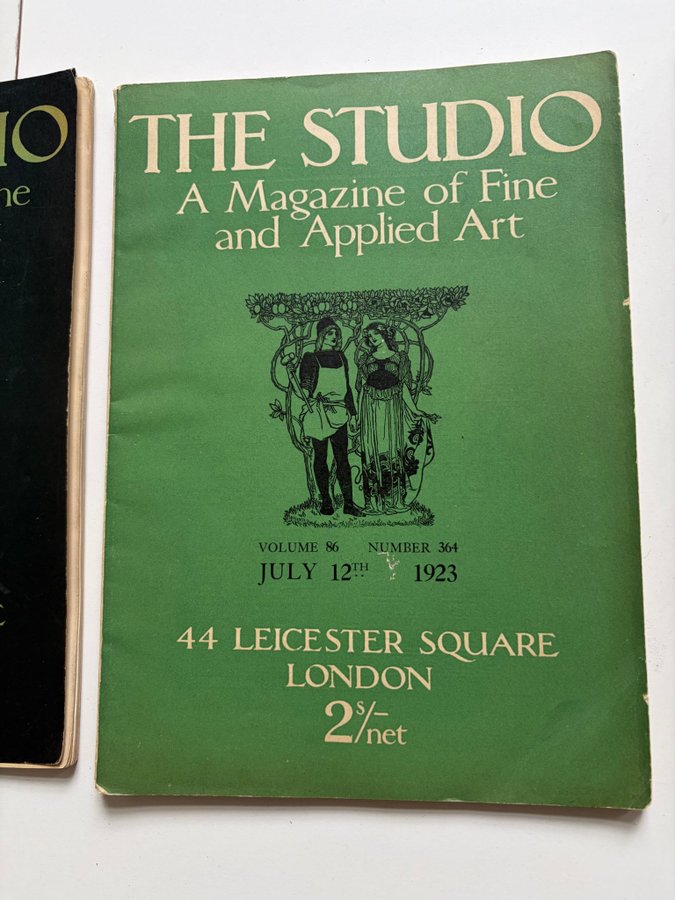 IO
THE STUDIO
A Magazine of Fine
and Applied Art
VOLUME 86 NUMBER 364
JULY 12TH 1923
44 LEICESTER SQUARE
LONDON
2s/- net